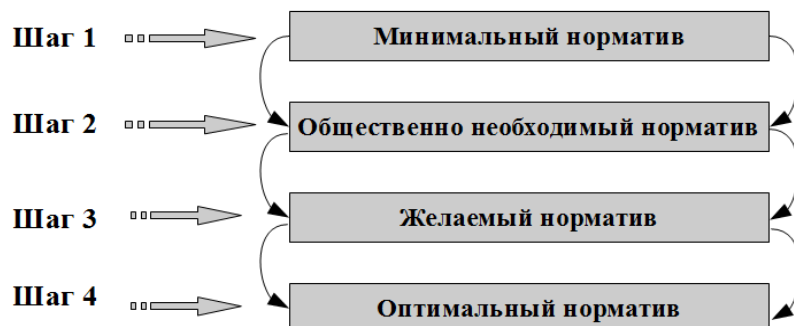 Шаг 1 Минимальный норматив
Шаг 2 Общественно необходимый норматив
Шаг 3 Желаемый норматив
Шаг 4 Оптимальный норматив